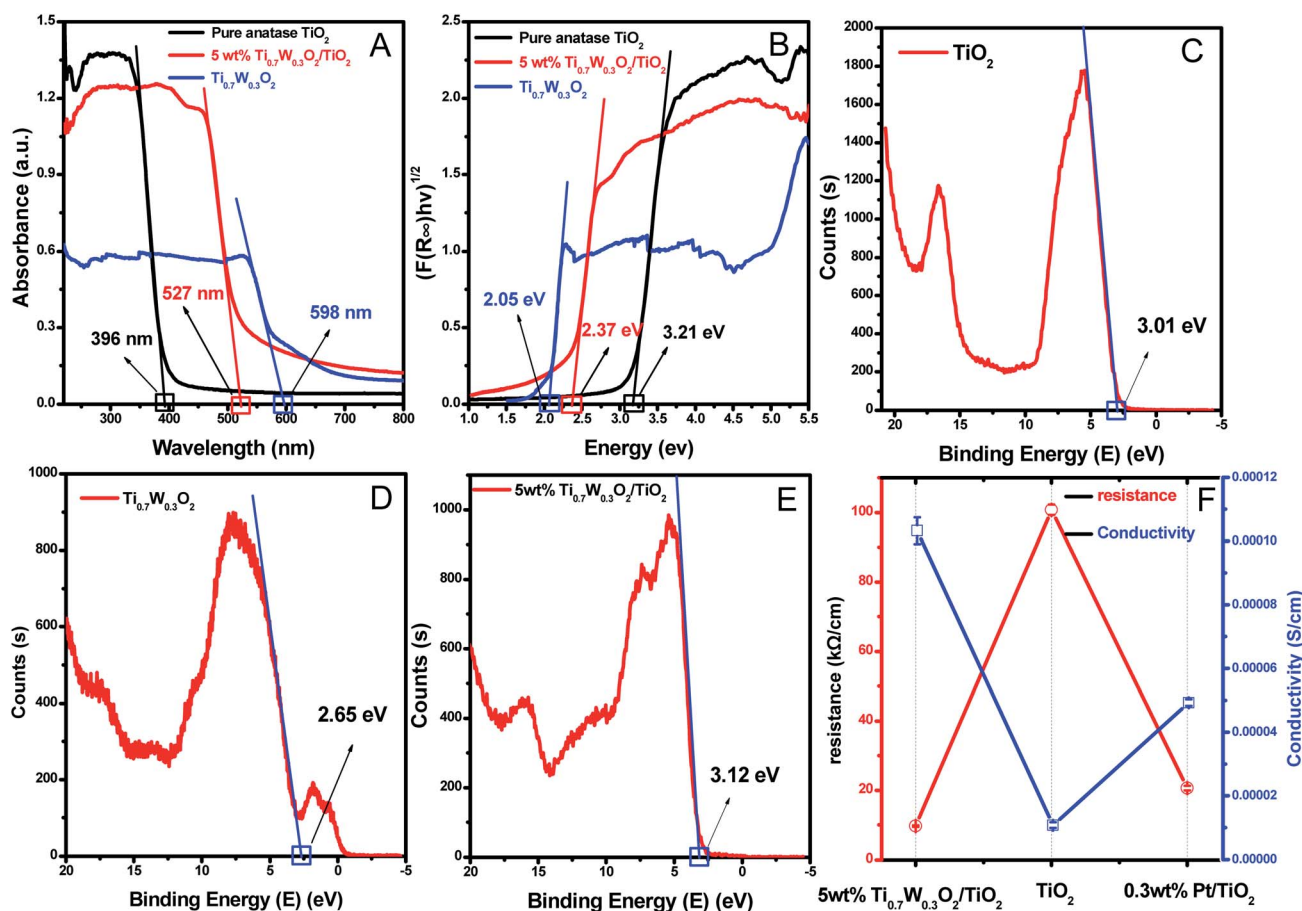 A
Pure anatase TiO2
5 wt% Ti0.7W0.3O2/TiO2
Ti0.7W0.3O2
1.5
1.2
0.9
0.6
0.3
0.0
Absorbance (a.u.)
527 nm
598 nm
396 nm
300
400
500
600
700
800
Wavelength (nm)
B
Pure anatase TiO2
5 wt% Ti0.7W0.3O2/TiO2
Ti0.7W0.3O2
2.5
2.0
1.5
1.0
0.5
0.0
(F(R∞)hv)1/2
2.05 eV
2.37 eV
3.21 eV
1.0
1.5
2.0
2.5
3.0
3.5
4.0
4.5
5.0
5.5
Energy (ev)
C
TiO2
2000
1800
1600
1400
1200
1000
800
600
400
200
0
Counts (s)
3.01 eV
20
15
10
5
0
-5
Binding Energy (E) (eV)
D
Ti0.7W0.3O2
1000
800
600
400
200
0
Counts (s)
2.65 eV
20
15
10
5
0
-5
Binding Energy (E) (eV)
E
5wt% Ti0.7W0.3O2/TiO2
1000
800
600
400
200
0
Counts (s)
3.12 eV
20
15
10
5
0
-5
Binding Energy (E) (eV)
F
resistance
Conductivity
100
80
60
40
20
0
resistance (kΩ/cm)
0.00012
0.00010
0.00008
0.00006
0.00004
0.00002
0.00000
Conductivity (S/cm)
5wt% Ti0.7W0.3O2/TiO2
TiO2
0.3wt% Pt/TiO2